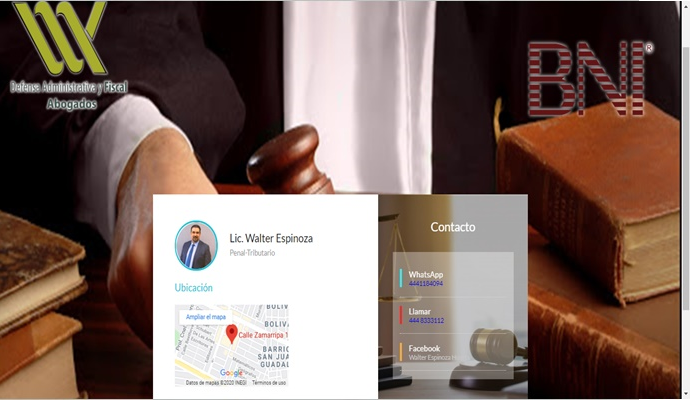 Defensa Administrativa y Fiscal
Abogados
BNI®
Lic. Walter Espinoza
Penal-Tributario
Ubicación
Ampliar el mapa
BOLIV
BOLIVA
Calle Zamarripa 1
BARRIO
SAN JUA
GUADAL
Google
Datos de mapas ©2020 INEGI
Términos de uso
Contacto
WhatsApp
4441184094
Llamar
444 8333112
Facebook
Walter Espinoza